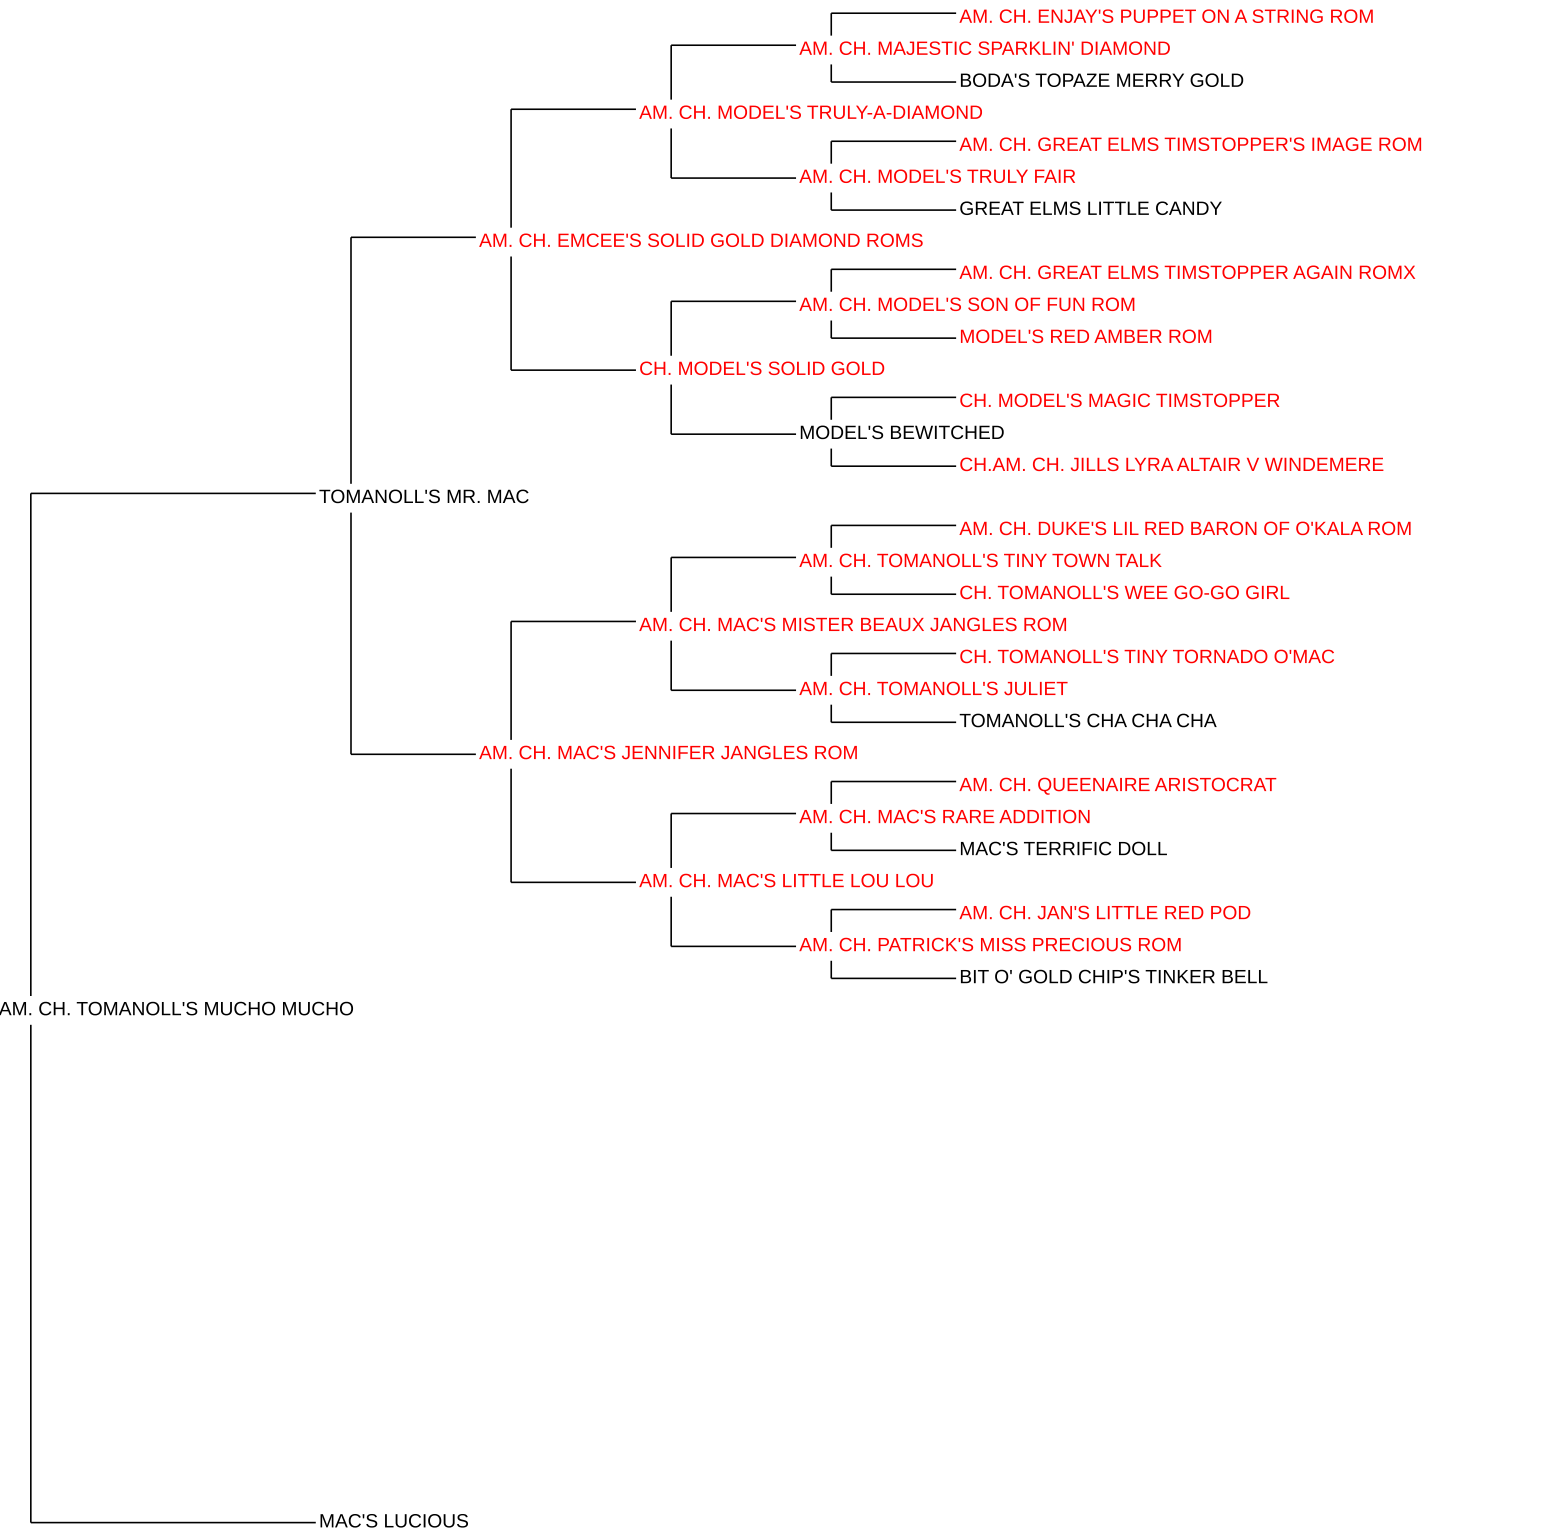 AM. CH. ENJAY'S PUPPET ON A STRING ROM
AM. CH. MAJESTIC SPARKLIN' DIAMOND
BODA'S TOPAZE MERRY GOLD
AM. CH. MODEL'S TRULY-A-DIAMOND
AM. CH. GREAT ELMS TIMSTOPPER'S IMAGE ROM
AM. CH. MODEL'S TRULY FAIR
GREAT ELMS LITTLE CANDY
AM. CH. EMCEE'S SOLID GOLD DIAMOND ROMS
AM. CH. GREAT ELMS TIMSTOPPER AGAIN ROMX
AM. CH. MODEL'S SON OF FUN ROM
MODEL'S RED AMBER ROM
CH. MODEL'S SOLID GOLD
CH. MODEL'S MAGIC TIMSTOPPER
MODEL'S BEWITCHED
CH.AM. CH. JILLS LYRA ALTAIR V WINDEMERE
TOMANOLL'S MR. MAC
AM. CH. DUKE'S LIL RED BARON OF O'KALA ROM
AM. CH. TOMANOLL'S TINY TOWN TALK
CH. TOMANOLL'S WEE GO-GO GIRL
AM. CH. MAC'S MISTER BEAUX JANGLES ROM
CH. TOMANOLL'S TINY TORNADO O'MAC
AM. CH. TOMANOLL'S JULIET
TOMANOLL'S CHA CHA CHA
AM. CH. MAC'S JENNIFER JANGLES ROM
AM. CH. QUEENAIRE ARISTOCRAT
AM. CH. MAC'S RARE ADDITION
MAC'S TERRIFIC DOLL
AM. CH. MAC'S LITTLE LOU LOU
AM. CH. JAN'S LITTLE RED POD
AM. CH. PATRICK'S MISS PRECIOUS ROM
BIT O' GOLD CHIP'S TINKER BELL
AM. CH. TOMANOLL'S MUCHO MUCHO
MAC'S LUCIOUS